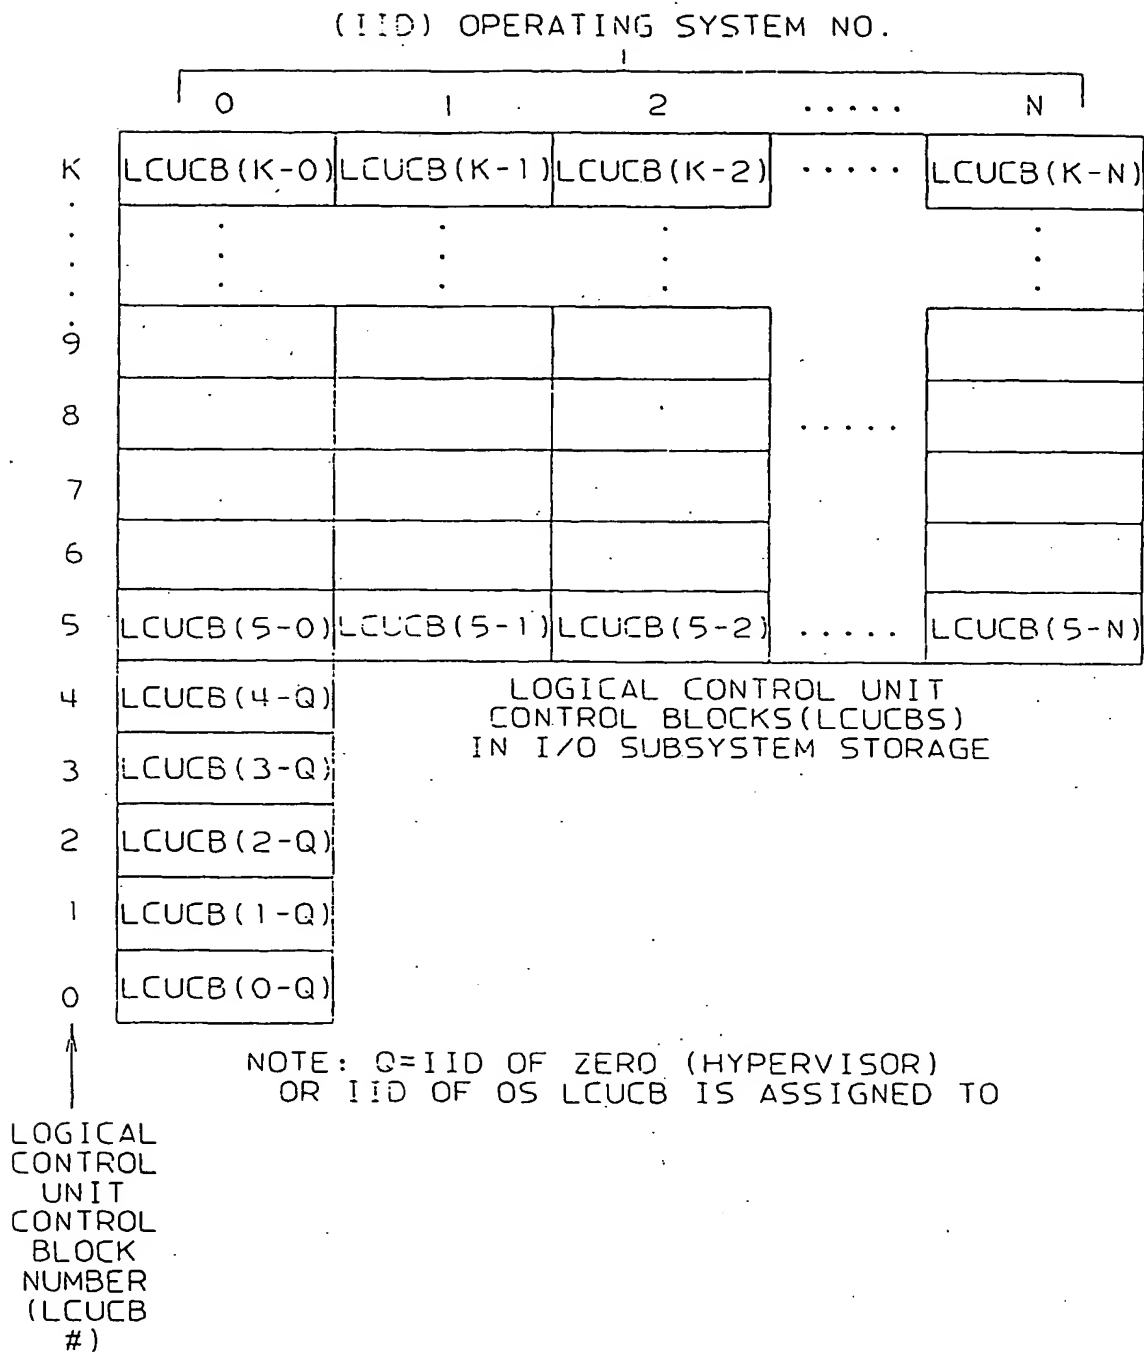 (IID) OPERATING SYSTEM NO.
0 1 2 ..... N
K LCUCB(K-0) LCUCB(K-1) LCUCB(K-2) ..... LCUCB(K-N)
9
8 .....
7
6
5 LCUCB(5-0) LCUCB(5-1) LCUCB(5-2) ..... LCUCB(5-N)
4 LCUCB(4-Q)
3 LCUCB(3-Q)
2 LCUCB(2-Q)
1 LCUCB(1-Q)
0 LCUCB(0-Q)
LOGICAL CONTROL UNIT
CONTROL BLOCKS(LCUCBS)
IN I/O SUBSYSTEM STORAGE
NOTE: Q=IID OF ZERO (HYPERVISOR)
OR IID OF OS LCUCB IS ASSIGNED TO
LOGICAL
CONTROL
UNIT
CONTROL
BLOCK
NUMBER
(LCUCB
#)